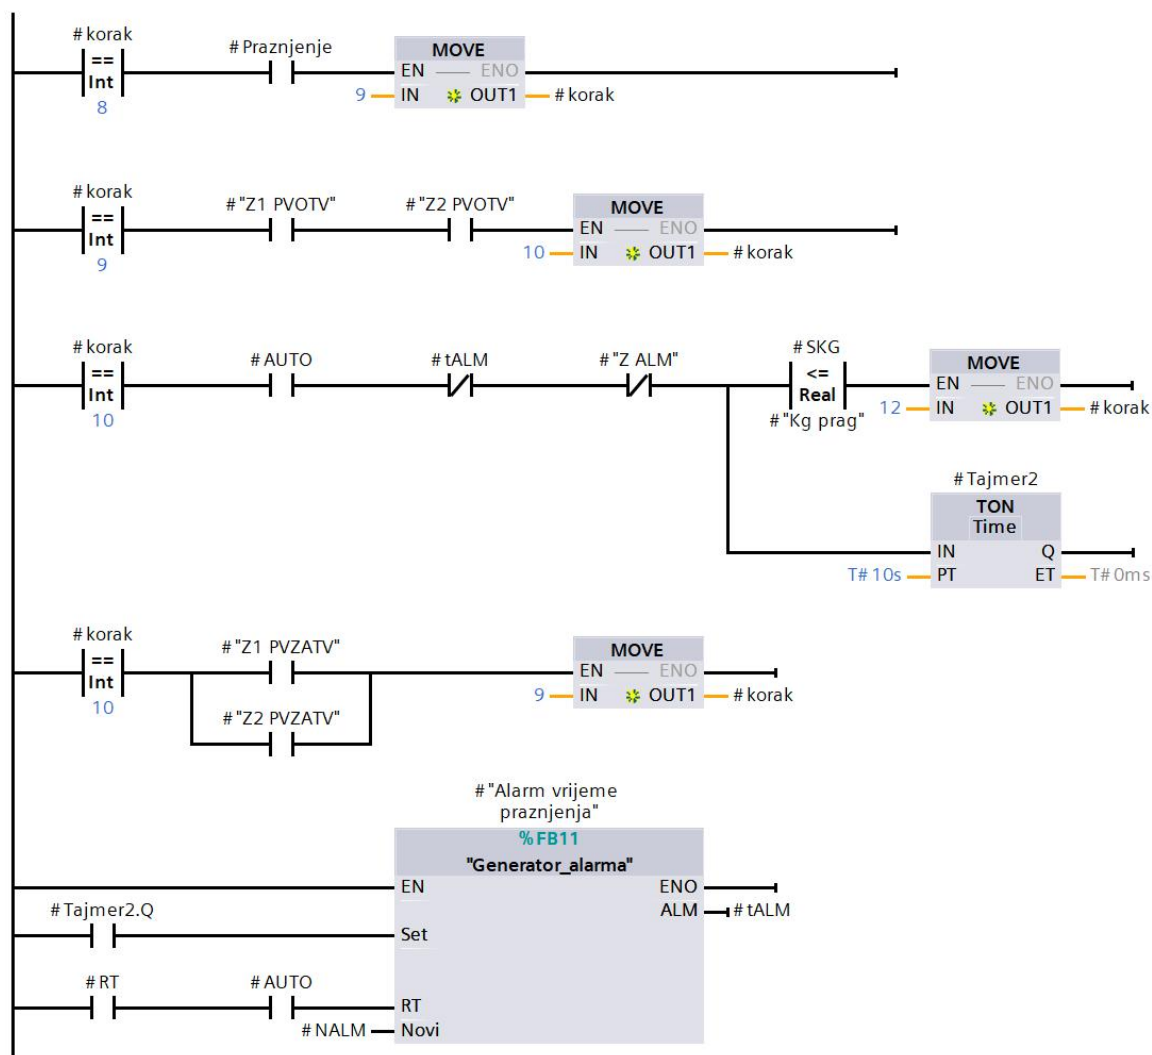 #korak
#Praznjenje
MOVE
==
Int
EN ENO
8
9 IN OUT1 #korak
#korak
#"Z1 PVOTV" #"Z2 PVOTV"
MOVE
==
Int
EN ENO
9
10 IN OUT1 #korak
#korak
#AUTO #tALM #"Z ALM" #SKG
MOVE
==
Int
<=
Real
EN ENO
10
#"Kg prag"
12 IN OUT1 #korak
#Tajmer2
TON
Time
IN Q
T#10s PT ET T#0ms
#korak
#"Z1 PVZATV"
MOVE
==
Int
EN ENO
10
9 IN OUT1 #korak
#"Z2 PVZATV"
#"Alarm vrijeme
praznjenja"
%FB11
"Generator_alarma"
EN ENO
#Tajmer2.Q
ALM #tALM
Set
#RT #AUTO
RT
#NALM Novi